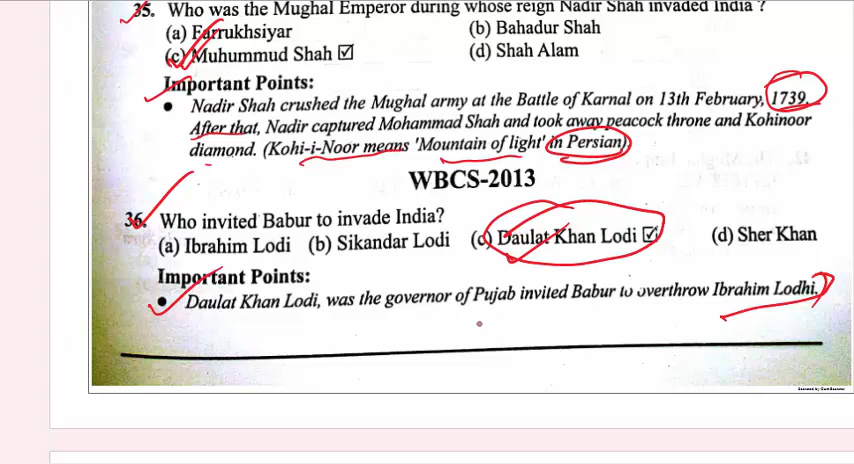 35. Who was the Mughal Emperor during whose reign Nadir Shah invaded India ?
(a) Farrukhsiyar (b) Bahadur Shah
(c) Muhummud Shah ☑ (d) Shah Alam
Important Points:
• Nadir Shah crushed the Mughal army at the Battle of Karnal on 13th February, 1739.
After that, Nadir captured Mohammad Shah and took away peacock throne and Kohinoor
diamond. (Kohi-i-Noor means 'Mountain of light' in Persian)
WBCS-2013
36. Who invited Babur to invade India?
(a) Ibrahim Lodi (b) Sikandar Lodi (c) Daulat Khan Lodi ☑ (d) Sher Khan
Important Points:
• Daulat Khan Lodi, was the governor of Pujab invited Babur to overthrow Ibrahim Lodhi.
Scanned by CamScanner